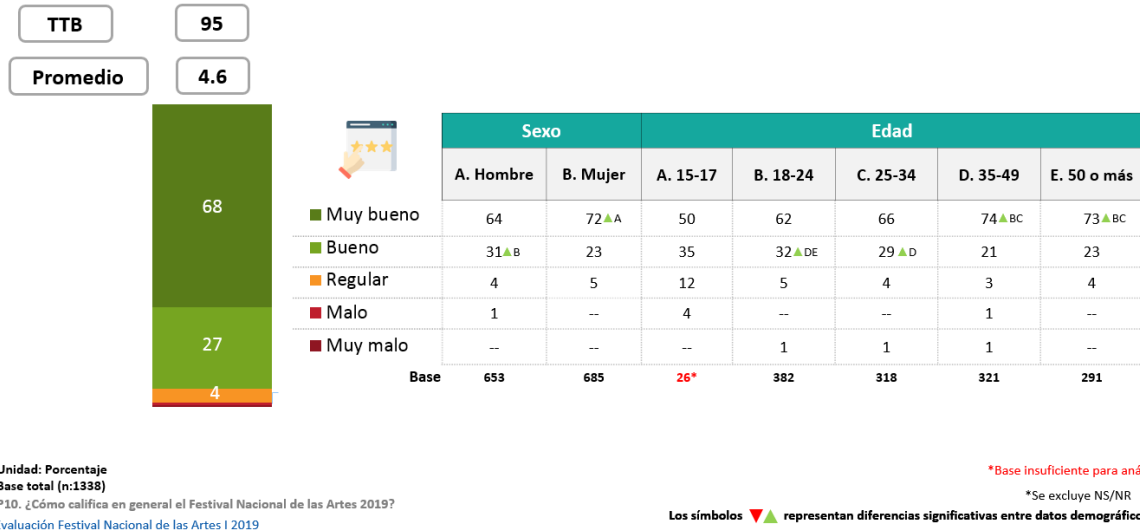 TTB 95
Promedio 4.6
68
27
4
Sexo Edad
A. Hombre B. Mujer A. 15-17 B. 18-24 C. 25-34 D. 35-49 E. 50 o más
Muy bueno 64 72 A 50 62 66 74 BC 73 BC
Bueno 31 B 23 35 32 DE 29 D 21 23
Regular 4 5 12 5 4 3 4
Malo 1 -- 4 -- -- 1 --
Muy malo -- -- -- 1 1 1 --
Base 653 685 26* 382 318 321 291
Unidad: Porcentaje
Base total (n:1338)
P10. ¿Cómo califica en general el Festival Nacional de las Artes 2019?
Evaluación Festival Nacional de las Artes I 2019
*Base insuficiente para
*Se excluye NS/NR
Los símbolos representan diferencias significativas entre datos